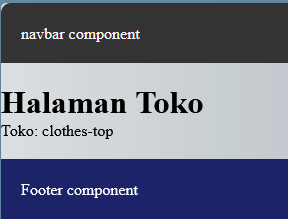 navbar component
Halaman Toko
Toko: clothes-top
Footer component